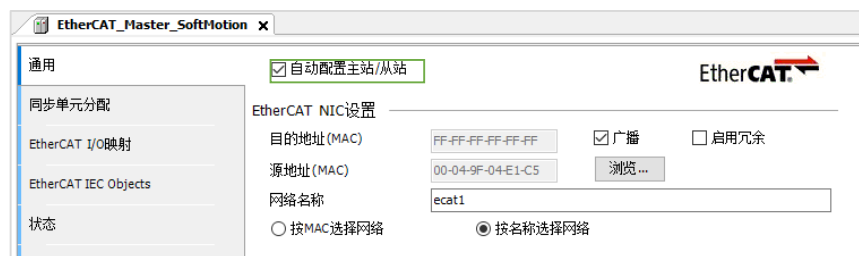 EtherCAT_Master_SoftMotion X
通用
自动配置主站/从站
EtherCAT.
同步单元分配
EtherCAT NIC设置
目的地址(MAC) FF-FF-FF-FF-FF-FF 广播 启用冗余
EtherCAT I/O映射
源地址(MAC) 00-04-9F-04-E1-C5 浏览...
EtherCAT IEC Objects
网络名称 ecat1
状态
按MAC选择网络 按名称选择网络